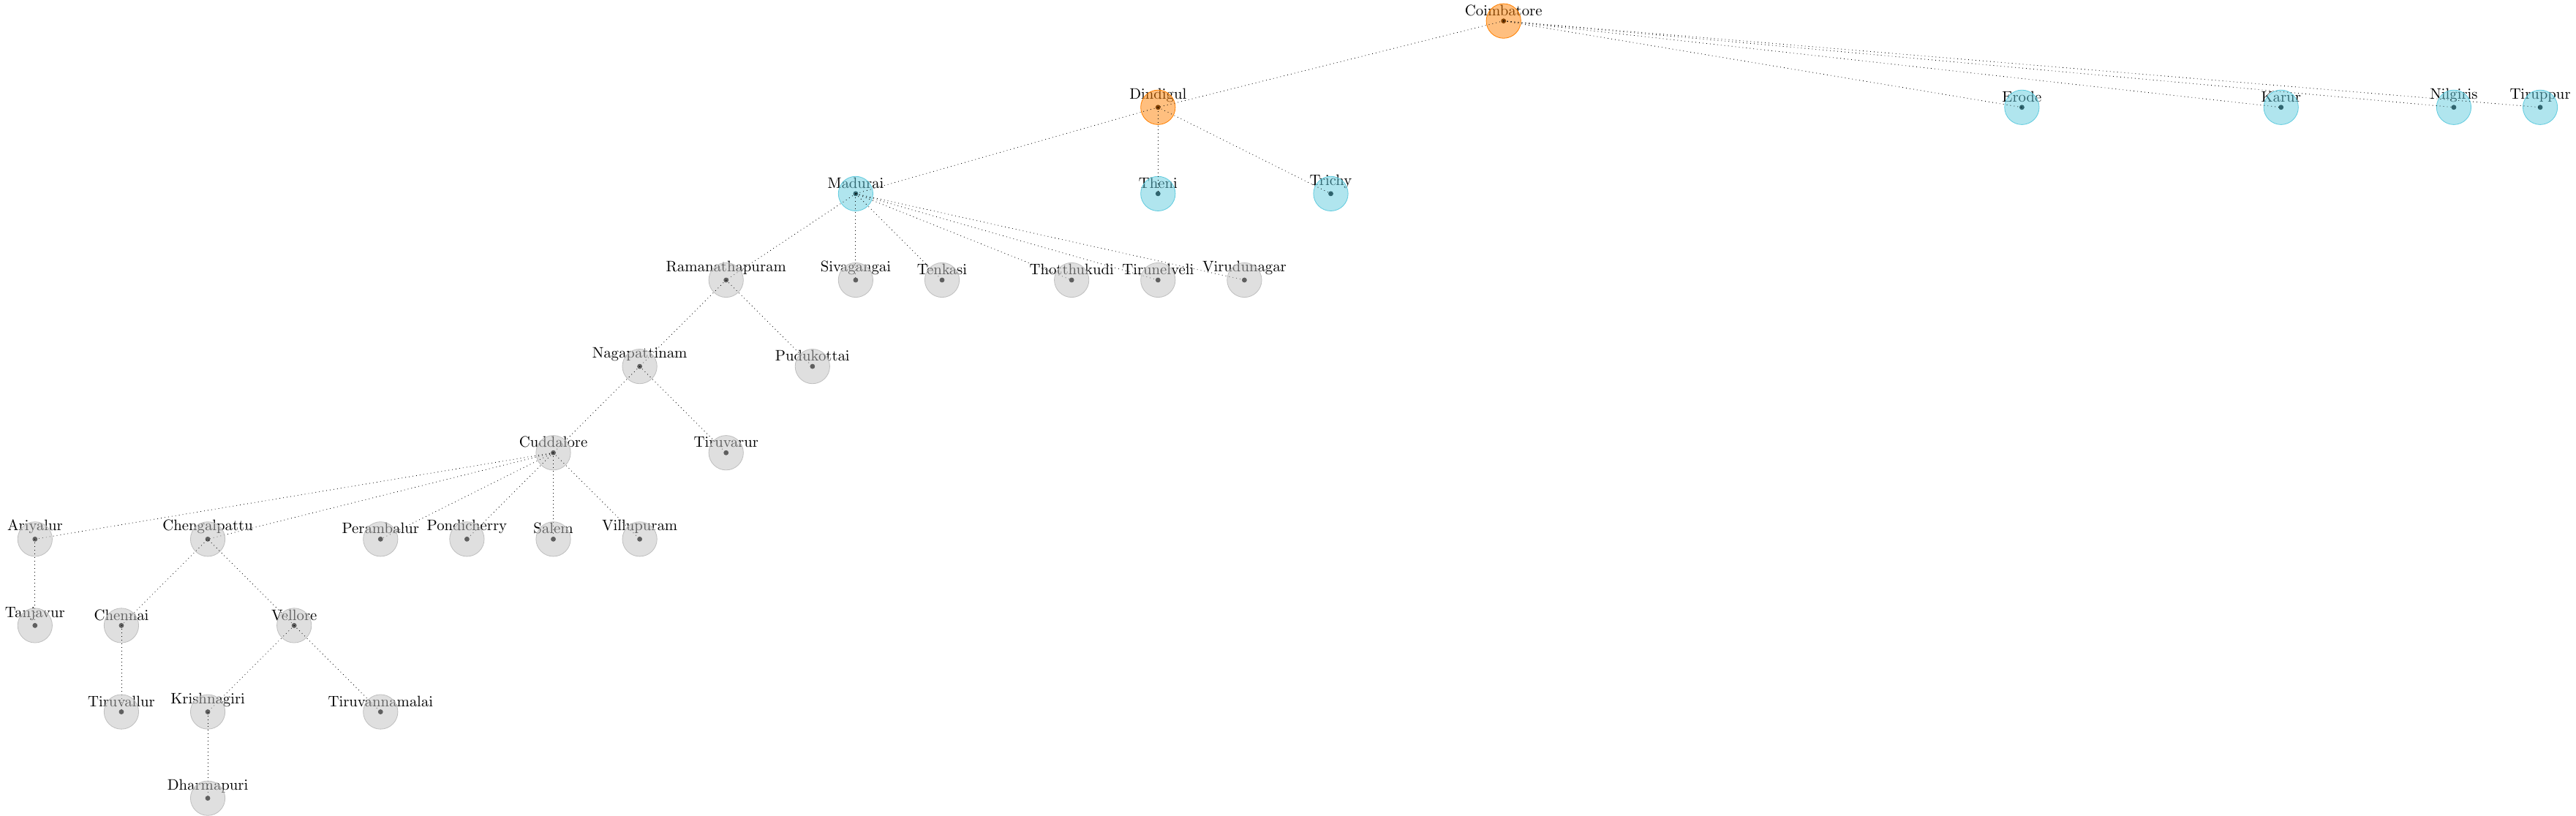 Coimbatore
Dindigul
Erode
Karur
Nilgiris
Tiruppur
Madurai
Theni
Trichy
Ramanathapuram
Sivagangai
Tenkasi
Thotthukudi
Tirunelveli
Virudunagar
Nagapattinam
Pudukottai
Cuddalore
Tiruvarur
Ariyalur
Chengalpattu
Perambalur
Pondicherry
Salem
Villupuram
Tanjavur
Chennai
Vellore
Tiruvallur
Krishnagiri
Tiruvannamalai
Dharmapuri